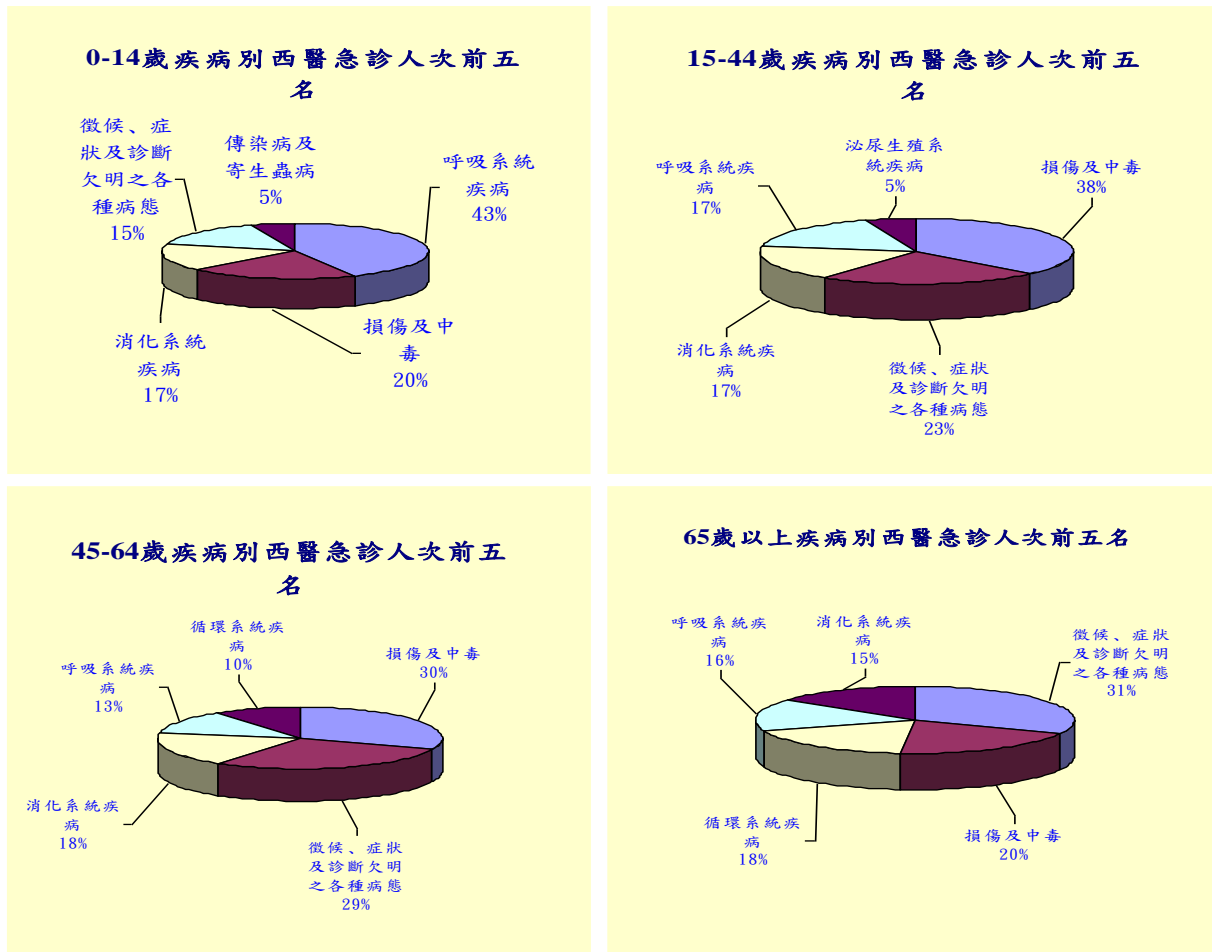 0-14歲疾病別西醫急診人次前五
名
徵候、症
狀及診斷
欠明之各
種病態
15%
傳染病及
寄生蟲病
5%
呼吸系統
疾病
43%
消化系統
疾病
17%
損傷及中
毒
20%
15-44歲疾病別西醫急診人次前五
名
呼吸系統疾
病
17%
泌尿生殖系
統疾病
5%
損傷及中毒
38%
消化系統疾
病
17%
徵候、症狀
及診斷欠明
之各種病態
23%
45-64歲疾病別西醫急診人次前五
名
循環系統疾
病
10%
呼吸系統疾
病
13%
損傷及中毒
30%
消化系統疾
病
18%
徵候、症狀
及診斷欠明
之各種病態
29%
65歲以上疾病別西醫急診人次前五名
呼吸系統疾
病
16%
消化系統疾
病
15%
徵候、症狀
及診斷欠明
之各種病態
31%
循環系統疾
病
18%
損傷及中毒
20%